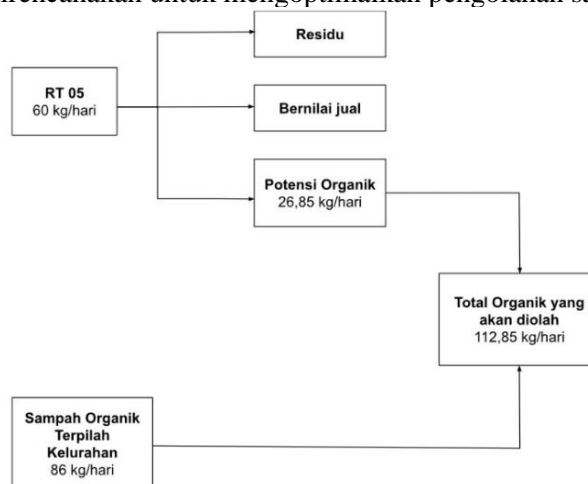 untuk mengoptimalkan pengolahan
Residu
RT 05
60 kg/hari
Bernilai jual
Potensi Organik
26,85 kg/hari
Total Organik yang
akan diolah
112,85 kg/hari
Sampah Organik
Terpilah
Kelurahan
86 kg/hari